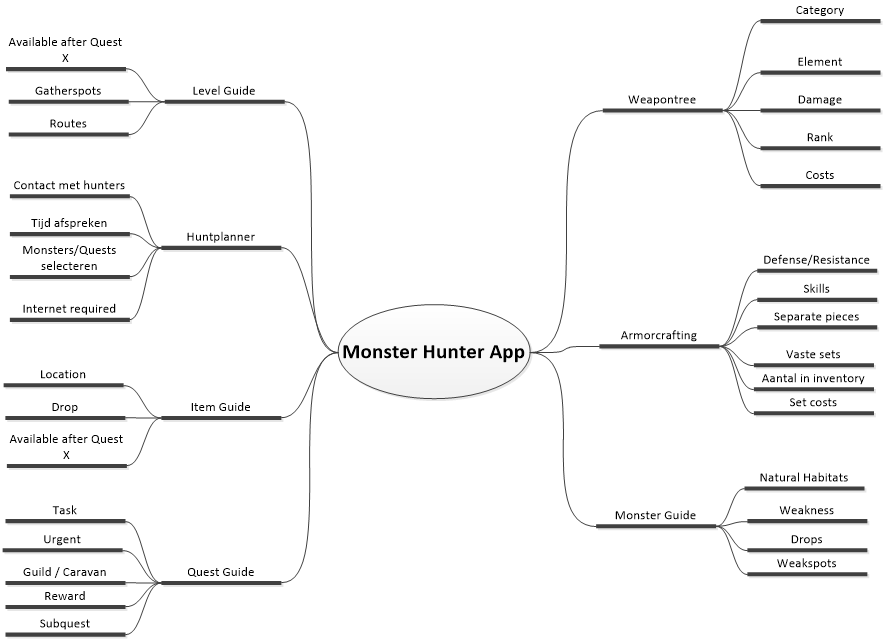 Monster Hunter App
Level Guide
Available after Quest
X
Gatherspots
Routes
Huntplanner
Contact met hunters
Tijd afspreken
Monsters/Quests
selecteren
Internet required
Item Guide
Location
Drop
Available after Quest
X
Quest Guide
Task
Urgent
Guild / Caravan
Reward
Subquest
Weapontree
Category
Element
Damage
Rank
Costs
Armorcrafting
Defense/Resistance
Skills
Separate pieces
Vaste sets
Aantal in inventory
Set costs
Monster Guide
Natural Habitats
Weakness
Drops
Weakspots